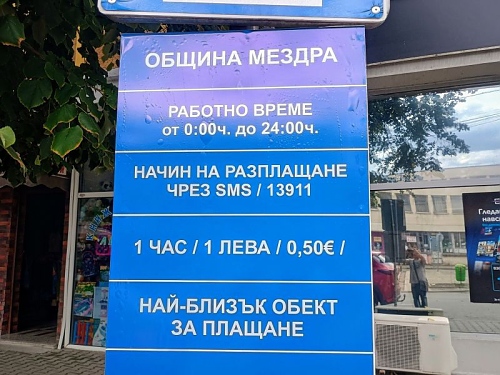 ОБЩИНА МЕЗДРА
РАБОТНО ВРЕМЕ
от 0:00ч. до 24:00ч.
НАЧИН НА РАЗПЛАЩАНЕ
ЧРЕЗ SMS / 13911
1 ЧАС / 1 ЛЕВА / 0,50€ /
НАЙ-БЛИЗЪК ОБЕКТ
ЗА ПЛАЩАНЕ